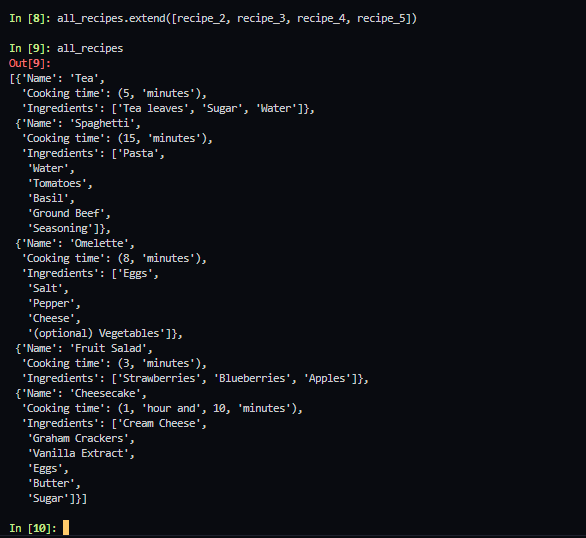 In [8]: all_recipes.extend([recipe_2, recipe_3, recipe_4, recipe_5])
In [9]: all_recipes
Out[9]:
[{'Name': 'Tea',
  'Cooking time': (5, 'minutes'),
  'Ingredients': ['Tea leaves', 'Sugar', 'Water']},
 {'Name': 'Spaghetti',
  'Cooking time': (15, 'minutes'),
  'Ingredients': ['Pasta',
   'Water',
   'Tomatoes',
   'Basil',
   'Ground Beef',
   'Seasoning']},
 {'Name': 'Omelette',
  'Cooking time': (8, 'minutes'),
  'Ingredients': ['Eggs',
   'Salt',
   'Pepper',
   'Cheese',
   '(optional) Vegetables']},
 {'Name': 'Fruit Salad',
  'Cooking time': (3, 'minutes'),
  'Ingredients': ['Strawberries', 'Blueberries', 'Apples']},
 {'Name': 'Cheesecake',
  'Cooking time': (1, 'hour and', 10, 'minutes'),
  'Ingredients': ['Cream Cheese',
   'Graham Crackers',
   'Vanilla Extract',
   'Eggs',
   'Butter',
   'Sugar']}]
In [10]: